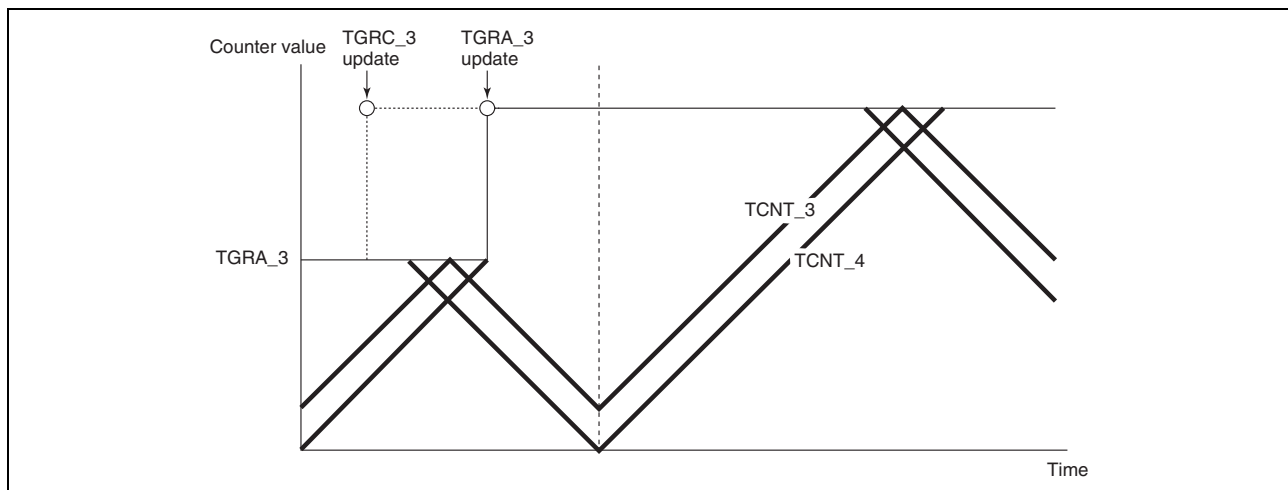 Counter value
TGRC_3
update
TGRA_3
update
TGRA_3
TCNT_3
TCNT_4
Time